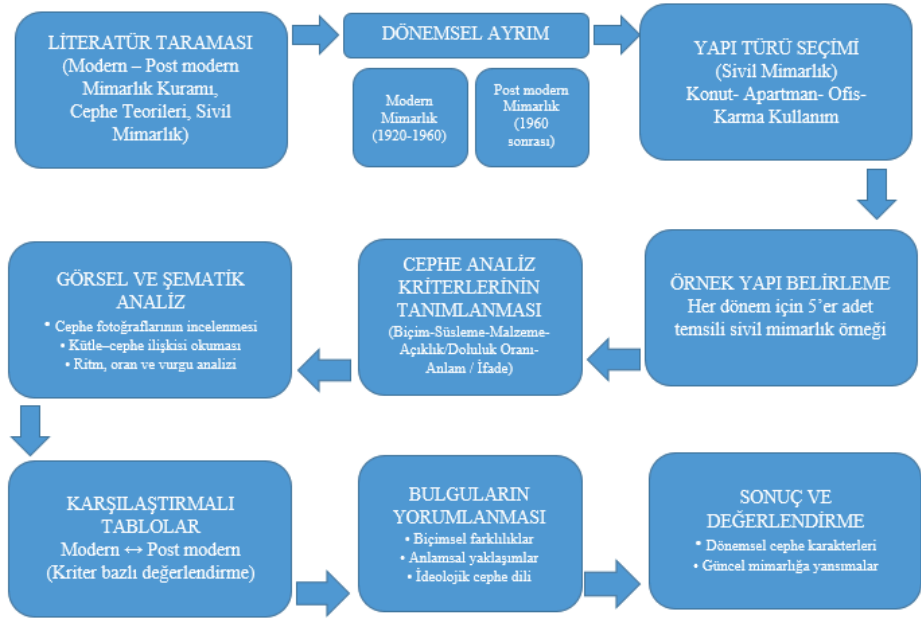 LİTERATÜR TARAMASI
(Modern – Post modern
Mimarlık Kuramı,
Cephe Teorileri, Sivil
Mimarlık)
DÖNEMSEL AYRIM
Modern
Mimarlık
(1920-1960)
Post modern
Mimarlık
(1960
sonrası)
YAPI TÜRÜ SEÇİMİ
(Sivil Mimarlık)
Konut- Apartman- Ofis-
Karma Kullanım
ÖRNEK YAPI BELİRLEME
Her dönem için 5’er adet
temsili sivil mimarlık örneği
CEPHE ANALİZ
KRİTERLERİNİN
TANIMLANMASI
(Biçim-Süsleme-Malzeme-
Açıklık/Doluluk Oranı-
Anlam / İfade)
GÖRSEL VE ŞEMATİK
ANALİZ
• Cephe fotoğraflarının incelenmesi
• Kütle–cephe ilişkisi okuması
• Ritm, oran ve vurgu analizi
KARŞILAŞTIRMALI
TABLOLAR
Modern ↔ Post modern
(Kriter bazlı değerlendirme)
BULGULARIN
YORUMLANMASI
• Biçimsel farklılıklar
• Anlamsal yaklaşımlar
• İdeolojik cephe dili
SONUÇ VE
DEĞERLENDİRME
• Dönemsel cephe karakterleri
• Güncel mimarlığa yansımalar